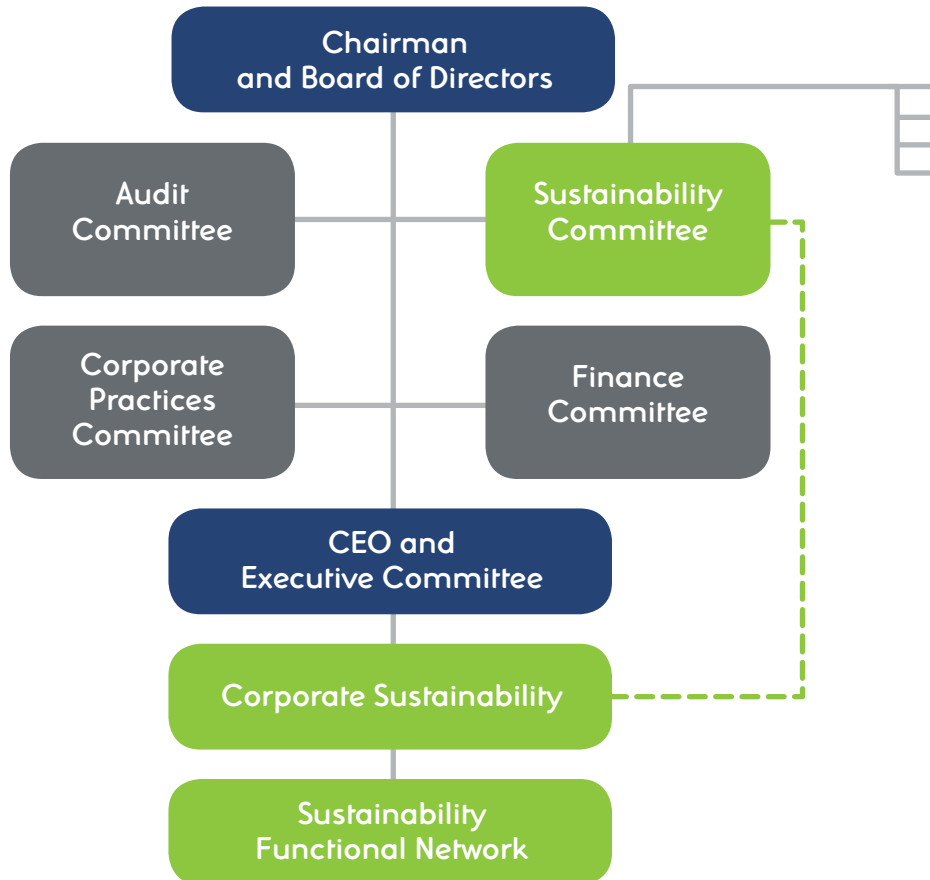 Chairman
and Board of Directors
Audit
Committee
Sustainability
Committee
Corporate
Practices
Committee
Finance
Committee
CEO and
Executive Committee
Corporate Sustainability
Sustainability
Functional Network